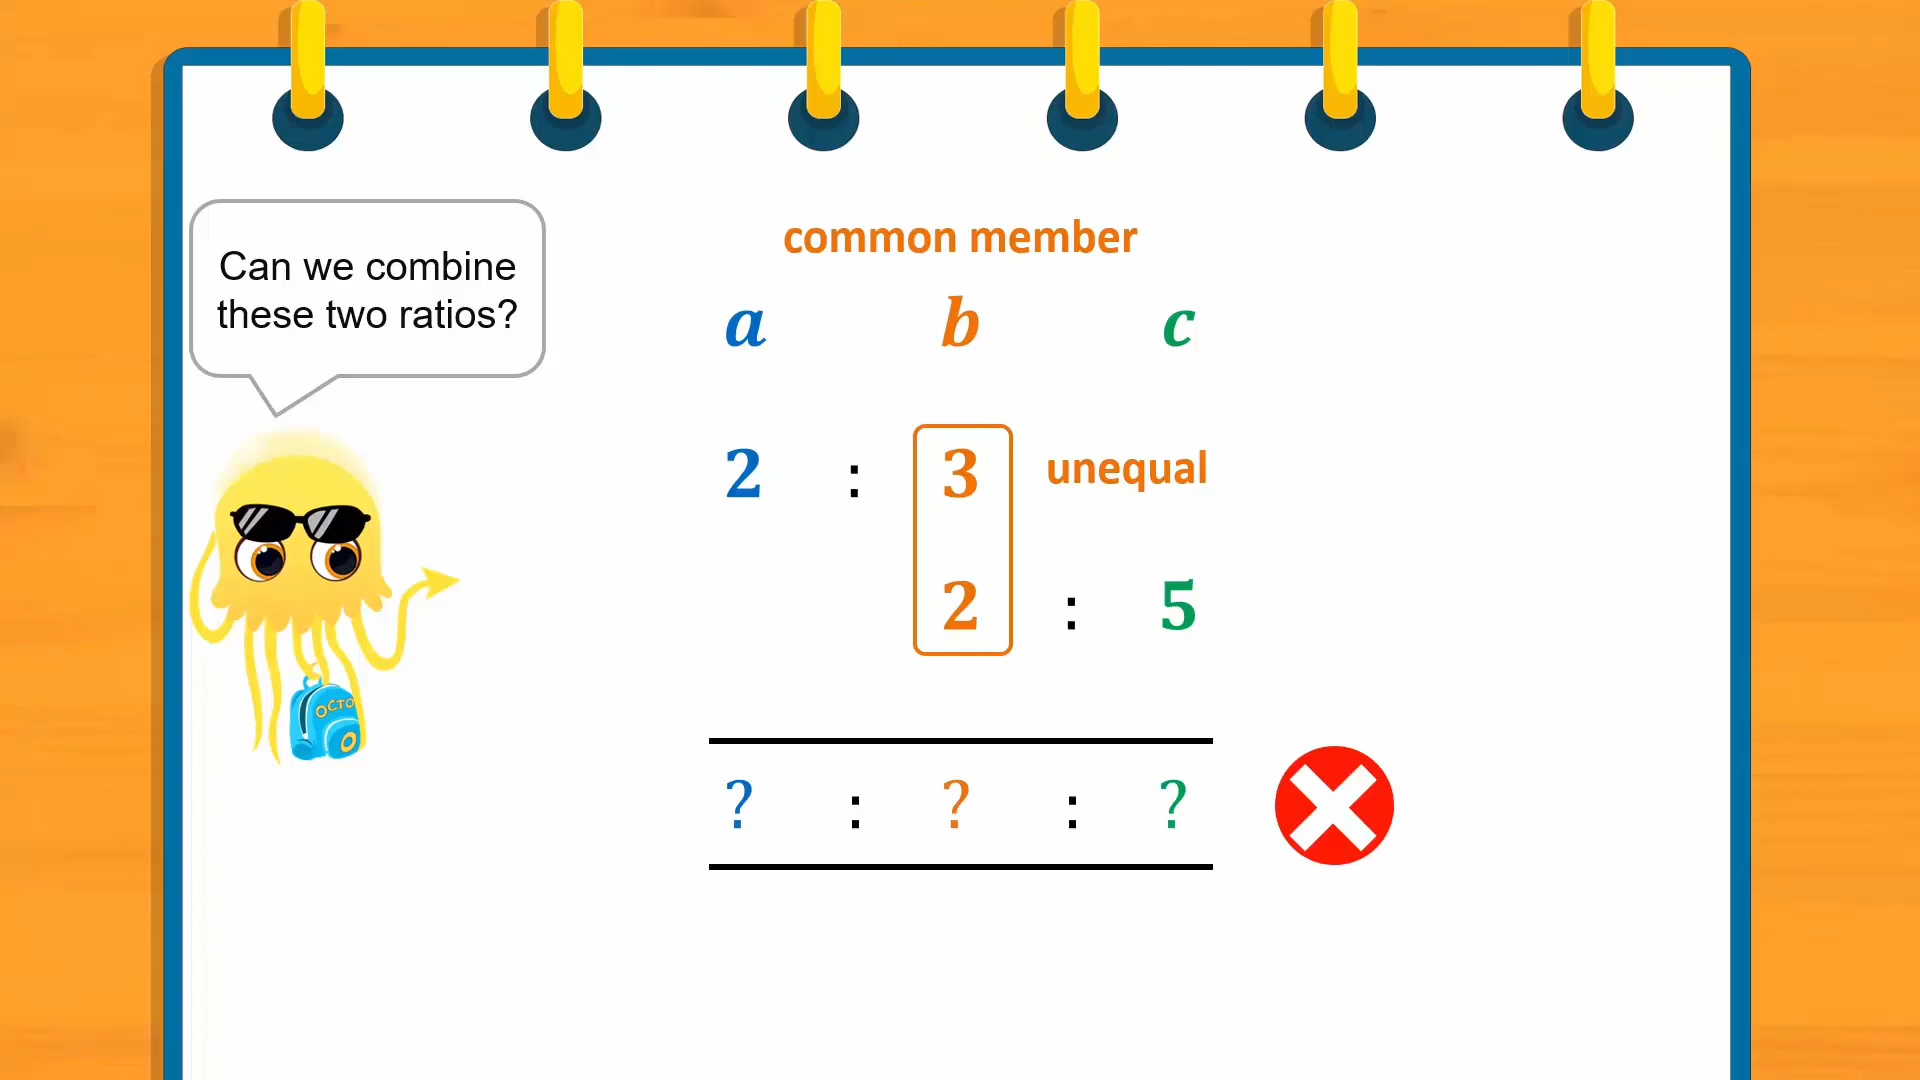 Can we combine
these two ratios?
common member
a b c
2 : 3 unequal
2 : 5
? : ? : ?
OCTO
O